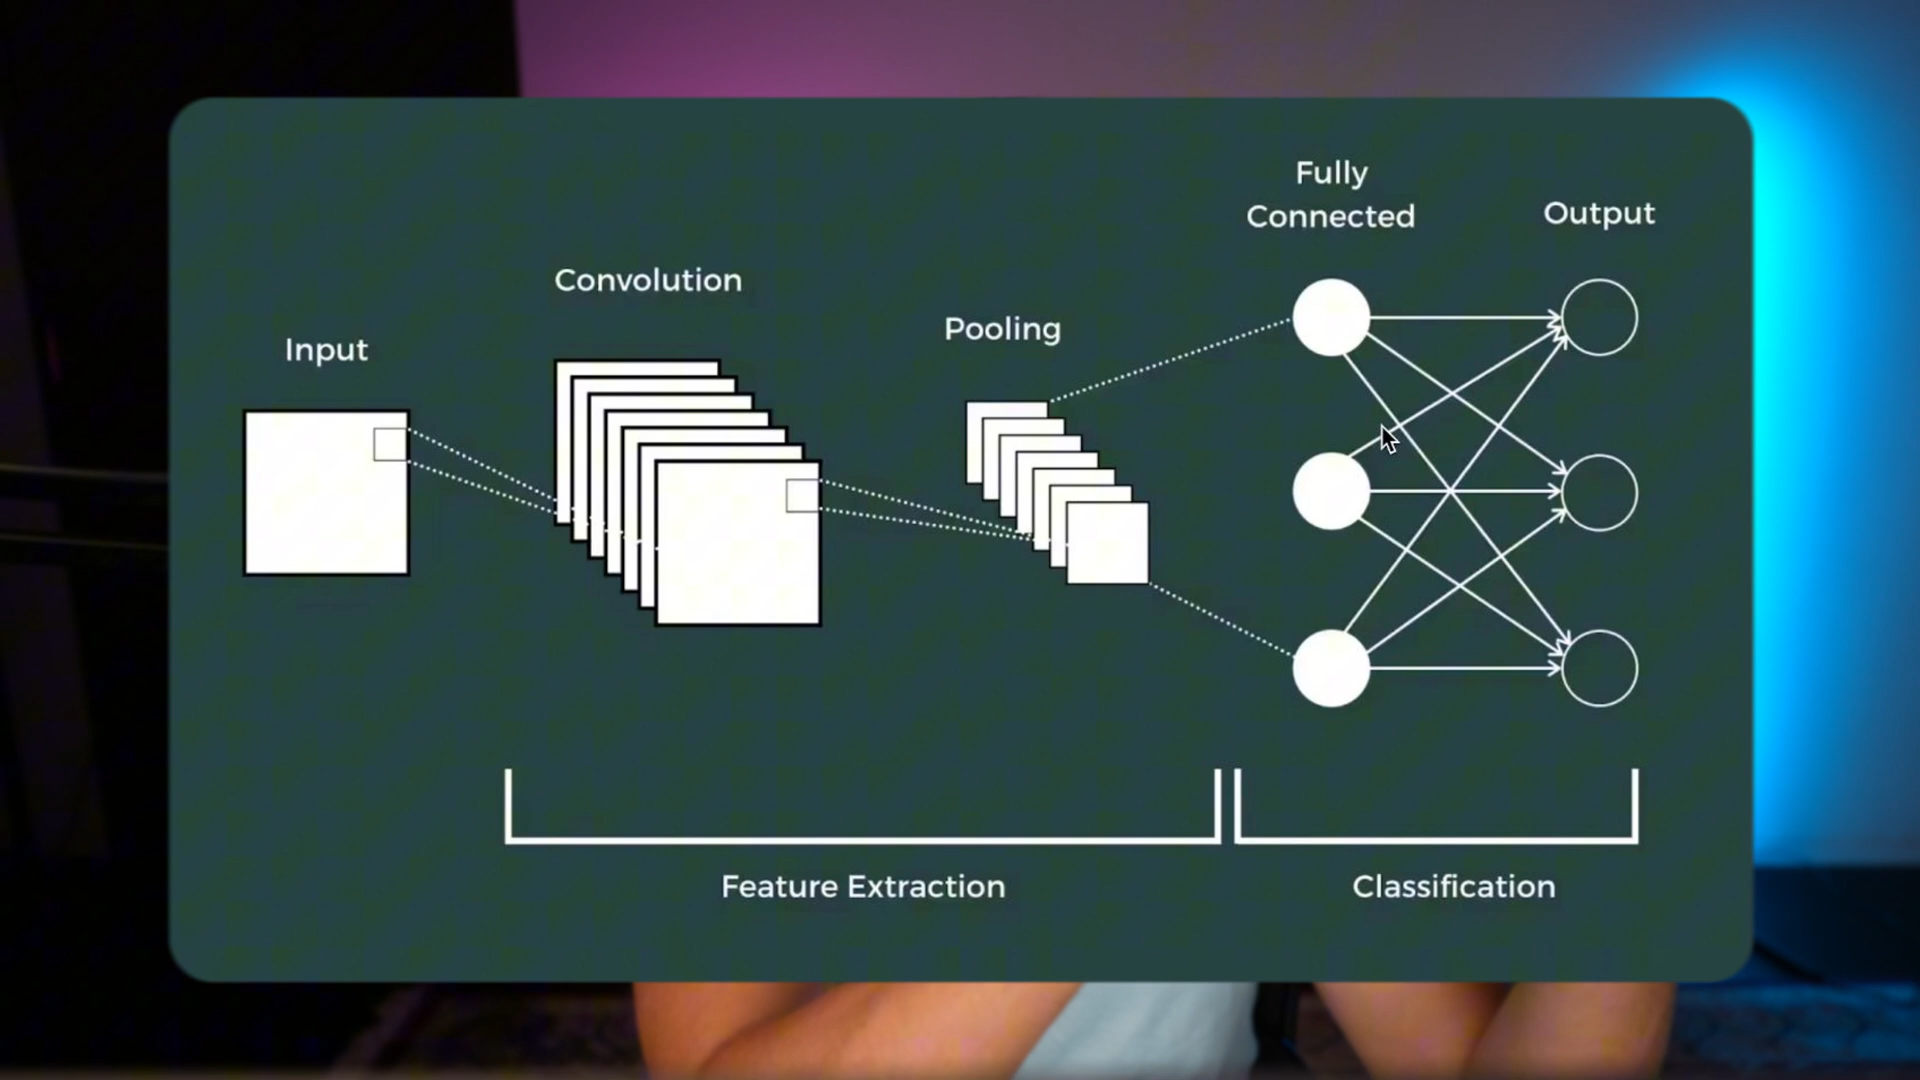 Input
Convolution
Pooling
Fully
Connected
Output
Feature Extraction
Classification